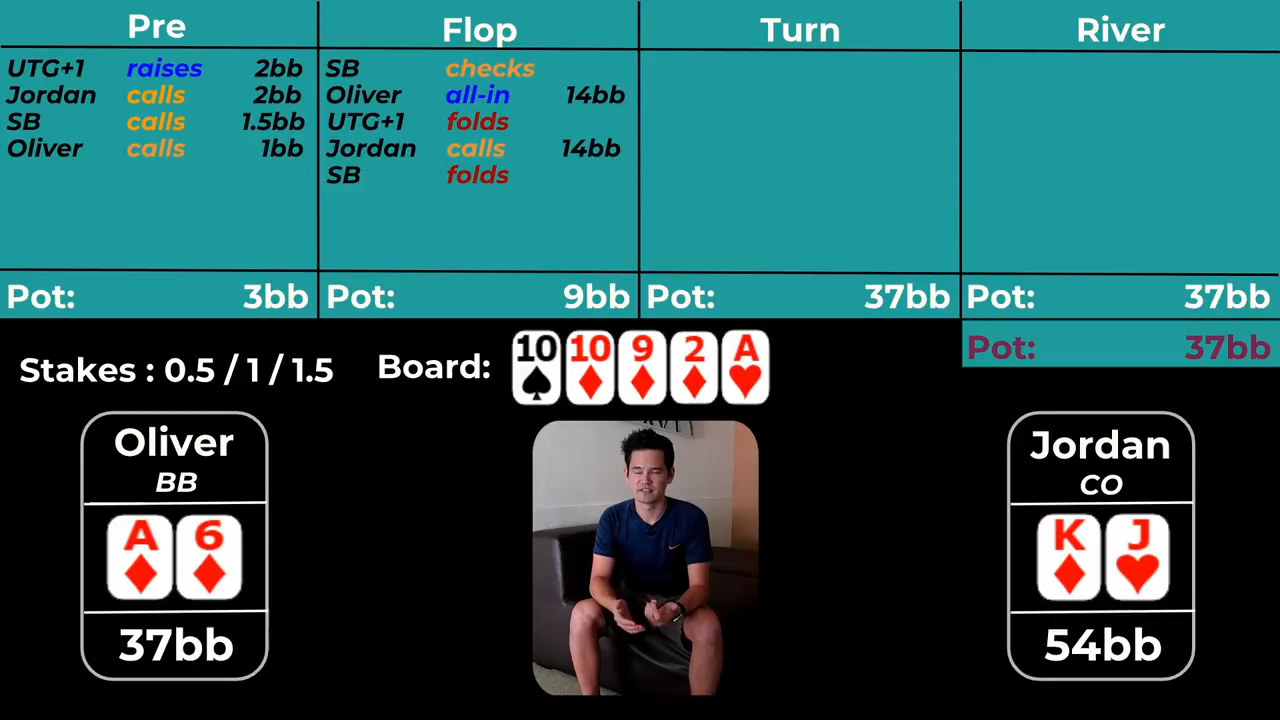 Pre
UTG+1 raises 2bb
Jordan calls 2bb
SB calls 1.5bb
Oliver calls 1bb
Pot: 3bb
Flop
SB checks
Oliver all-in 14bb
UTG+1 folds
Jordan calls 14bb
SB folds
Pot: 9bb
Turn
Pot: 37bb
River
Pot: 37bb
Pot: 37bb
Stakes : 0.5 / 1 / 1.5
Board:
10 10 9 2 A
Oliver
BB
A 6
37bb
Jordan
CO
K J
54bb